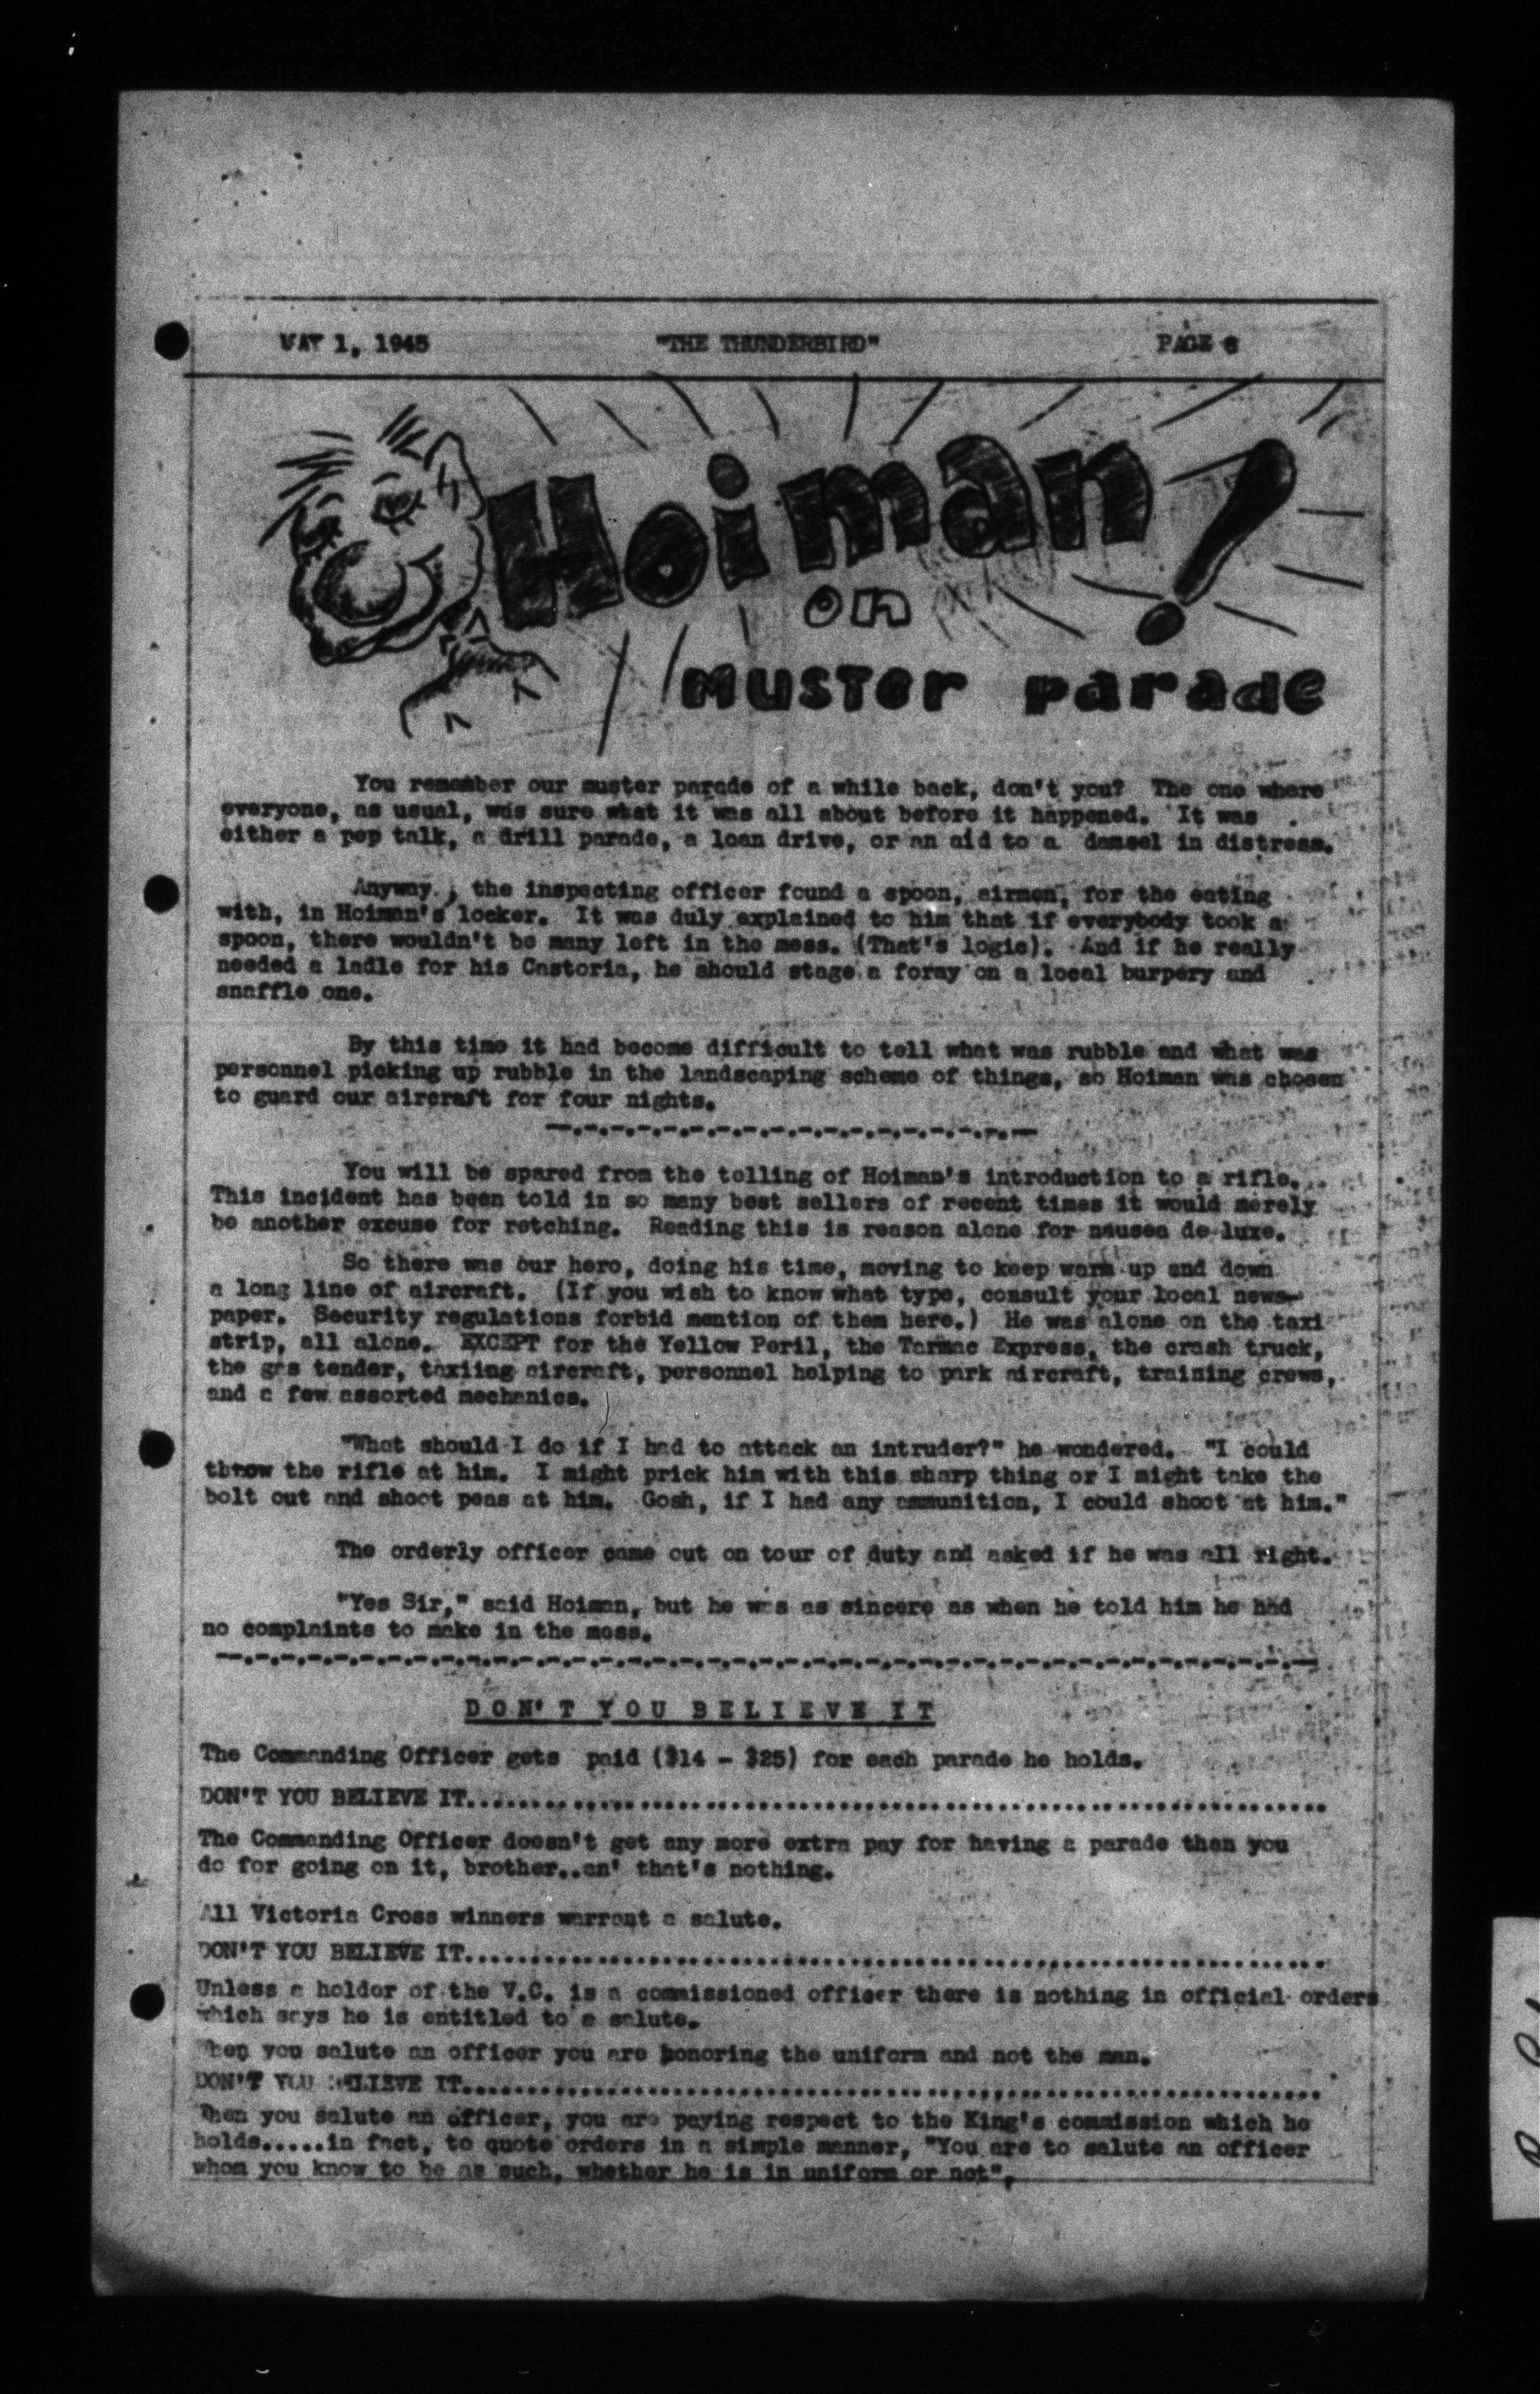 MAY 1, 1945 "THE THUNDERBIRD" PAGE
Hoiman!
on
muster parade
You remember our muster parade of a while back, don't you? The one where
everyone, as usual, was sure what it was all about before it happened. It was
either a pep talk, a drill parade, a loan drive, or an aid to a damsel in distress.
Anyway, the inspecting officer found a spoon, airmen, for the eating
with, in Hoiman's locker. It was duly explained to him that if everybody took a
spoon, there wouldn't be many left in the mess. (That's logic). And if he really
needed a ladle for his Castoria, he should stage a foray on a local burpery and
snaffle one.
By this time it had become difficult to tell what was rubble and what was
personnel picking up rubble in the landscaping scheme of things, so Hoiman was chosen
to guard our aircraft for four nights.
You will be spared from the telling of Hoiman's introduction to a rifle.
This incident has been told in so many best sellers of recent times it would merely
be another excuse for retching. Reading this is reason alone for nausea de luxe.
So there was our hero, doing his time, moving to keep warm up and down
a long line of aircraft. (If you wish to know what type, consult your local news-
paper. Security regulations forbid mention of them here.) He was alone on the taxi
strip, all alone. EXCEPT for the Yellow Peril, the Tarmac Express, the crash truck,
the gas tender, taxiing aircraft, personnel helping to park aircraft, training crews,
and a few assorted mechanics.
"What should I do if I had to attack an intruder?" he wondered. "I could
throw the rifle at him. I might prick him with this sharp thing or I might take the
bolt out and shoot peas at him. Gosh, if I had any ammunition, I could shoot at him."
The orderly officer came out on tour of duty and asked if he was all right.
"Yes Sir," said Hoiman, but he was as sincere as when he told him he had
no complaints to make in the mess.
DON'T YOU BELIEVE IT
The Commanding Officer gets paid ($14 - $25) for each parade he holds.
DON'T YOU BELIEVE IT................................................................
The Commanding Officer doesn't get any more extra pay for having a parade than you
do for going on it, brother..an' that's nothing.
All Victoria Cross winners warrant a salute.
DON'T YOU BELIEVE IT................................................................
Unless a holder of the V.C. is a commissioned officer there is nothing in official orders
which says he is entitled to a salute.
When you salute an officer you are honoring the uniform and not the man.
DON'T YOU BELIEVE IT................................................................
When you salute an officer, you are paying respect to the King's commission which he
holds.....in fact, to quote orders in a simple manner, "You are to salute an officer
whom you know to be as such, whether he is in uniform or not".